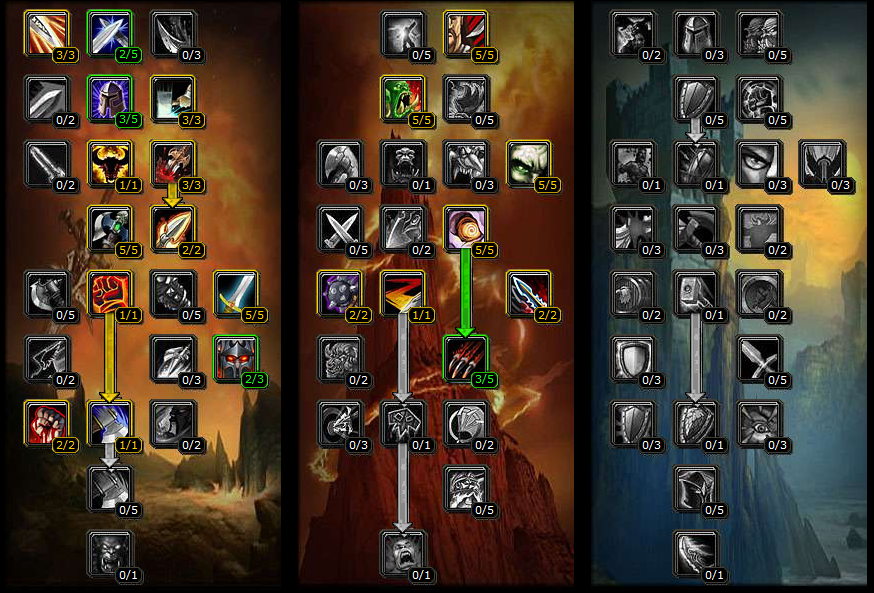 3/3 2/5 0/3 0/5 5/5 0/2 0/3 0/5
0/2 3/5 3/3 5/5 0/5 0/5 0/5
0/2 1/1 3/3 0/3 0/1 0/3 5/5 0/1 0/1 0/3 0/3
5/5 2/2 0/5 0/2 5/5 0/3 0/3 0/2
0/5 1/1 0/5 5/5 2/2 1/1 2/2 0/2 0/1 0/2
0/2 0/3 2/3 0/2 3/5 0/3 0/5
2/2 1/1 0/2 0/3 0/1 0/2 0/3 0/1 0/3
0/5 0/5 0/5
0/1 0/1 0/1